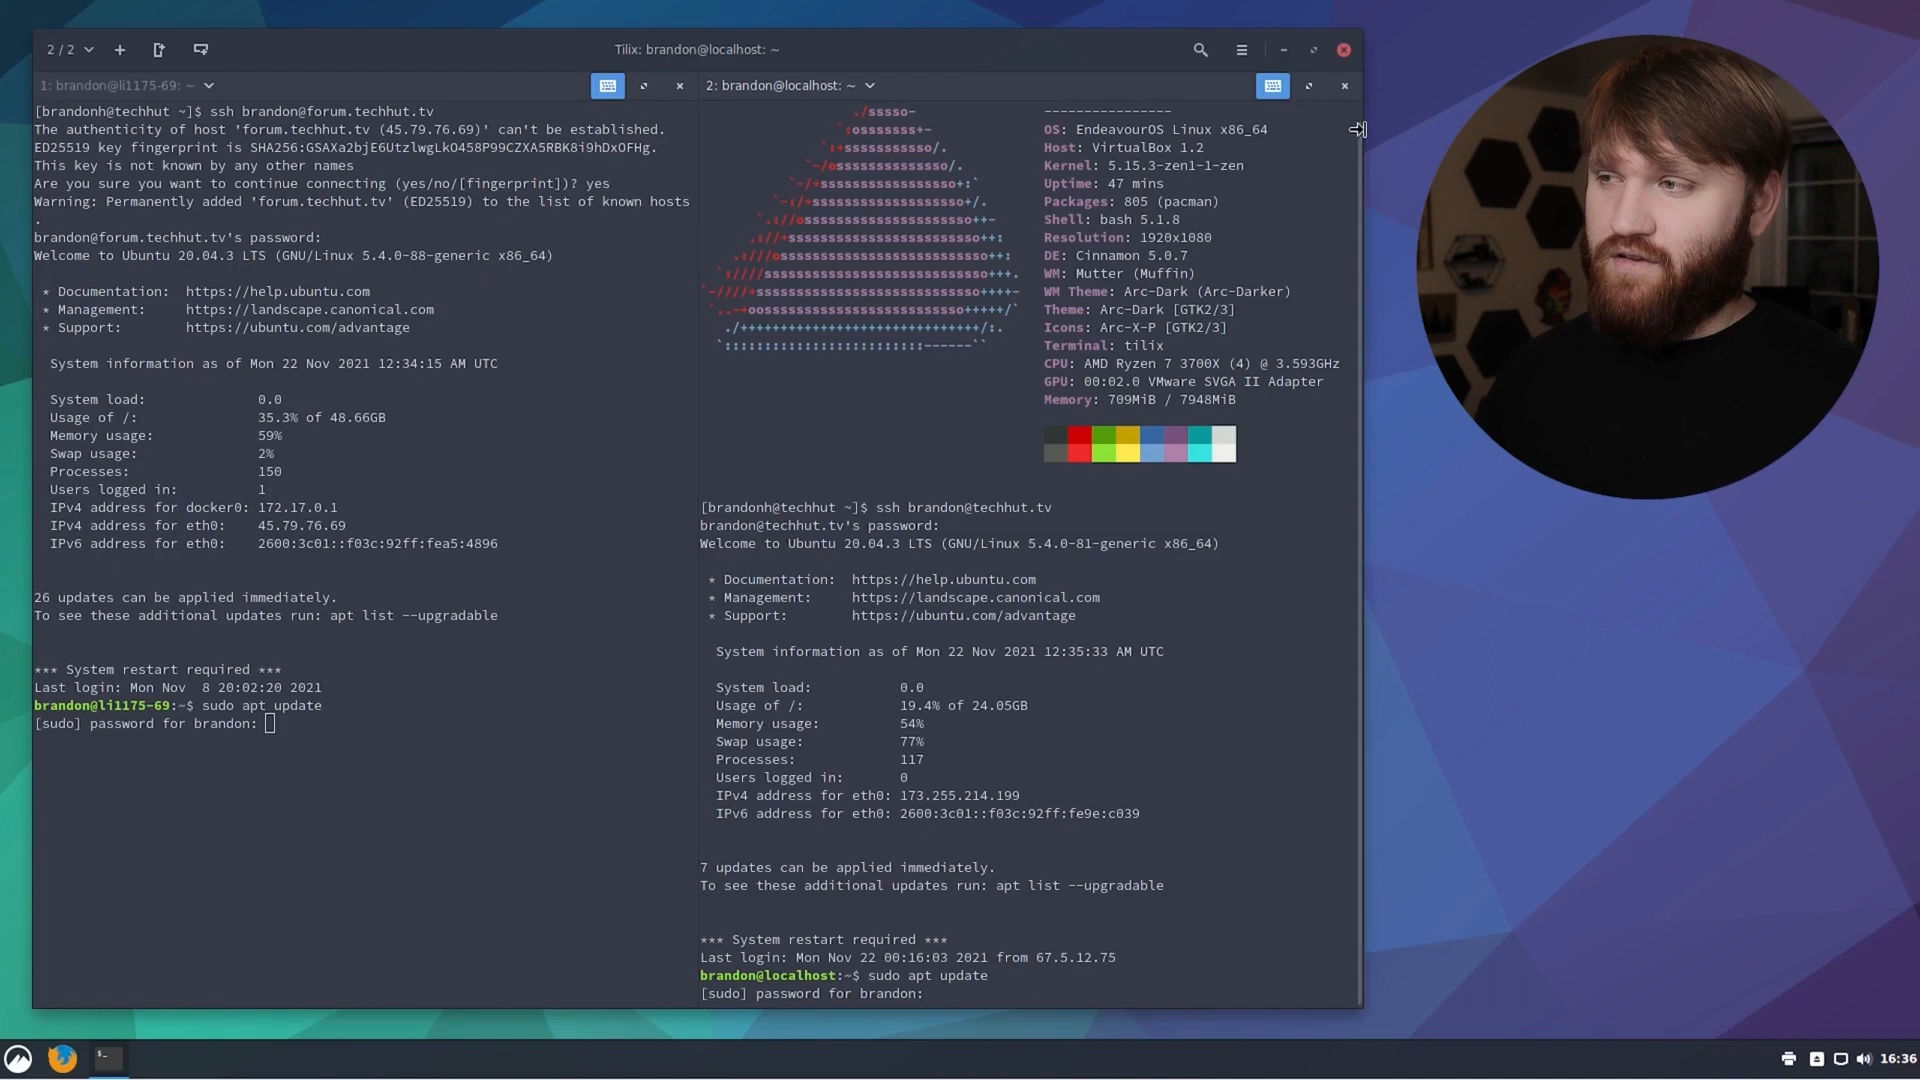 2 / 2
Tilix: brandon@localhost: ~
1: brandon@li1175-69: ~
[brandonh@techhut ~]$ ssh brandon@forum.techhut.tv
The authenticity of host 'forum.techhut.tv (45.79.76.69)' can't be established.
ED25519 key fingerprint is SHA256:GSAXa2bjE6UtzlwgLkO458P99CZXA5RBK8i9hDxOFHg.
This key is not known by any other names
Are you sure you want to continue connecting (yes/no/[fingerprint])? yes
Warning: Permanently added 'forum.techhut.tv' (ED25519) to the list of known hosts
.
brandon@forum.techhut.tv's password:
Welcome to Ubuntu 20.04.3 LTS (GNU/Linux 5.4.0-88-generic x86_64)
* Documentation: https://help.ubuntu.com
* Management: https://landscape.canonical.com
* Support: https://ubuntu.com/advantage
System information as of Mon 22 Nov 2021 12:34:15 AM UTC
System load: 0.0
Usage of /: 35.3% of 48.66GB
Memory usage: 59%
Swap usage: 2%
Processes: 150
Users logged in: 1
IPv4 address for docker0: 172.17.0.1
IPv4 address for eth0: 45.79.76.69
IPv6 address for eth0: 2600:3c01::f03c:92ff:fea5:4896
26 updates can be applied immediately.
To see these additional updates run: apt list --upgradable
*** System restart required ***
Last login: Mon Nov  8 20:02:20 2021
brandon@li1175-69:~$ sudo apt update
[sudo] password for brandon:
2: brandon@localhost: ~
----------------
OS: EndeavourOS Linux x86_64
Host: VirtualBox 1.2
Kernel: 5.15.3-zen1-1-zen
Uptime: 47 mins
Packages: 805 (pacman)
Shell: bash 5.1.8
Resolution: 1920x1080
DE: Cinnamon 5.0.7
WM: Mutter (Muffin)
WM Theme: Arc-Dark (Arc-Darker)
Theme: Arc-Dark [GTK2/3]
Icons: Arc-X-P [GTK2/3]
Terminal: tilix
CPU: AMD Ryzen 7 3700X (4) @ 3.593GHz
GPU: 00:02.0 VMware SVGA II Adapter
Memory: 709MiB / 7948MiB
[brandonh@techhut ~]$ ssh brandon@techhut.tv
brandon@techhut.tv's password:
Welcome to Ubuntu 20.04.3 LTS (GNU/Linux 5.4.0-81-generic x86_64)
* Documentation: https://help.ubuntu.com
* Management: https://landscape.canonical.com
* Support: https://ubuntu.com/advantage
System information as of Mon 22 Nov 2021 12:35:33 AM UTC
System load: 0.0
Usage of /: 19.4% of 24.05GB
Memory usage: 54%
Swap usage: 77%
Processes: 117
Users logged in: 0
IPv4 address for eth0: 173.255.214.199
IPv6 address for eth0: 2600:3c01::f03c:92ff:fe9e:c039
7 updates can be applied immediately.
To see these additional updates run: apt list --upgradable
*** System restart required ***
Last login: Mon Nov 22 00:16:03 2021 from 67.5.12.75
brandon@localhost:~$ sudo apt update
[sudo] password for brandon:
16:36